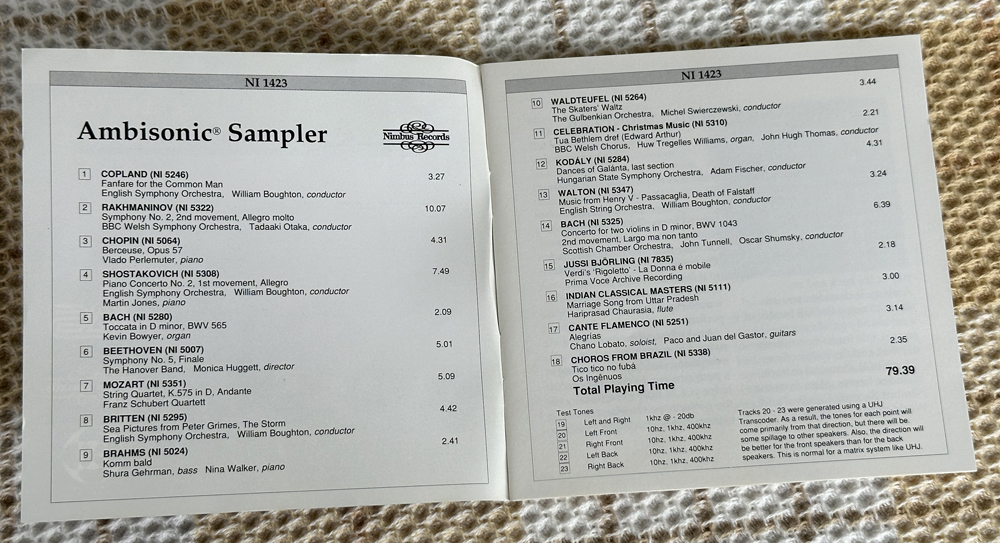 NI 1423
Ambisonic® Sampler
Nimbus Records
1 COPLAND (NI 5246) 3.27
Fanfare for the Common Man
English Symphony Orchestra, William Boughton, conductor
2 RAKHMANINOV (NI 5322) 10.07
Symphony No. 2, 2nd movement, Allegro molto
BBC Welsh Symphony Orchestra, Tadaaki Otaka, conductor
3 CHOPIN (NI 5064) 4.31
Berceuse, Opus 57
Vlado Perlemuter, piano
4 SHOSTAKOVICH (NI 5308) 7.49
Piano Concerto No. 2, 1st movement, Allegro
English Symphony Orchestra, William Boughton, conductor
Martin Jones, piano
5 BACH (NI 5280) 2.09
Toccata in D minor, BWV 565
Kevin Bowyer, organ
6 BEETHOVEN (NI 5007) 5.01
Symphony No. 5, Finale
The Hanover Band, Monica Huggett, director
7 MOZART (NI 5351) 5.09
String Quartet, K.575 in D, Andante
Franz Schubert Quartett
8 BRITTEN (NI 5295) 4.42
Sea Pictures from Peter Grimes, The Storm
English Symphony Orchestra, William Boughton, conductor
9 BRAHMS (NI 5024) 2.41
Komm bald
Shura Gehrman, bass Nina Walker, piano
NI 1423
10 WALDTEUFEL (NI 5264) 3.44
The Skaters' Waltz
The Gulbenkian Orchestra, Michel Swierczewski, conductor
11 CELEBRATION - Christmas Music (NI 5310) 2.21
Tua Bethlem dref (Edward Arthur)
BBC Welsh Chorus, Huw Tregelles Williams, organ, John Hugh Thomas, conductor
12 KODÁLY (NI 5284) 4.31
Dances of Galánta, last section
Hungarian State Symphony Orchestra, Adam Fischer, conductor
13 WALTON (NI 5347) 3.24
Music from Henry V - Passacaglia, Death of Falstaff
English String Orchestra, William Boughton, conductor
14 BACH (NI 5325) 6.39
Concerto for two violins in D minor, BWV 1043
2nd movement, Largo ma non tanto
Scottish Chamber Orchestra, John Tunnell, Oscar Shumsky, conductor
15 JUSSI BJÖRLING (NI 7835) 2.18
Verdi's 'Rigoletto' - La Donna é mobile
Prima Voce Archive Recording
16 INDIAN CLASSICAL MASTERS (NI 5111) 3.00
Marriage Song from Uttar Pradesh
Hariprasad Chaurasia, flute
17 CANTE FLAMENCO (NI 5251) 3.14
Alegrías
Chano Lobato, soloist, Paco and Juan del Gastor, guitars
18 CHOROS FROM BRAZIL (NI 5338) 2.35
Tico tico no fubá
Os Ingênuos
Total Playing Time 79.39
Test Tones
19 Left and Right 1khz @ - 20db
20 Left Front 10hz, 1khz, 400khz
21 Right Front 10hz, 1khz, 400khz
22 Left Back 10hz, 1khz, 400khz
23 Right Back 10hz, 1khz, 400khz
Tracks 20 - 23 were generated using a UHJ
Transcoder. As a result, the tones for each point will
come primarily from that direction, but there will be
some spillage to other speakers. Also, the direction will
be better for the front speakers than for the back
speakers. This is normal for a matrix system like UHJ.